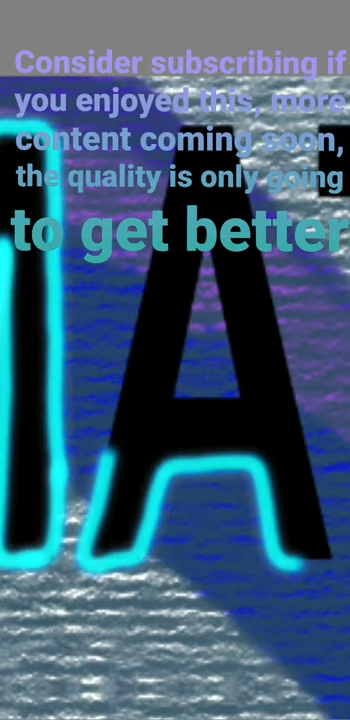 Consider subscribing if
you enjoyed this, more
content coming soon,
the quality is only going
to get better
A